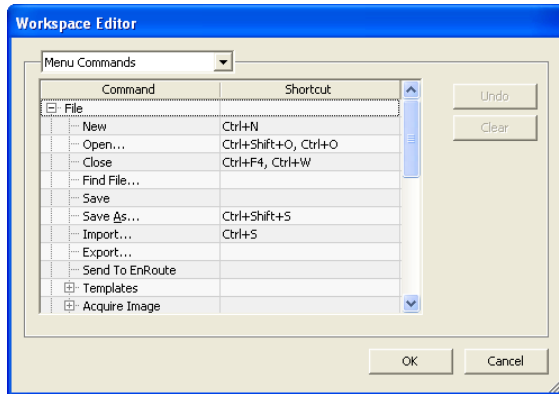 Workspace Editor
Menu Commands
Command Shortcut
File
New Ctrl+N
Open... Ctrl+Shift+O, Ctrl+O
Close Ctrl+F4, Ctrl+W
Find File...
Save
Save As... Ctrl+Shift+S
Import... Ctrl+S
Export...
Send To EnRoute
Templates
Acquire Image
Undo
Clear
OK Cancel